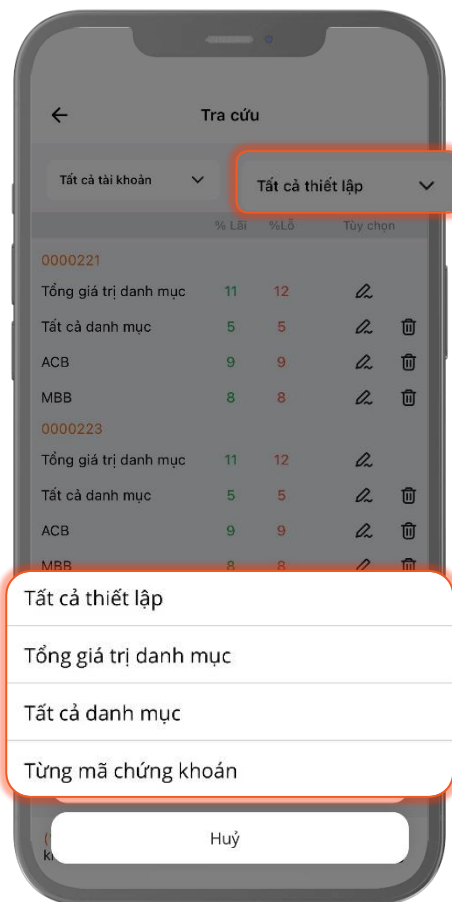 Tra cứu
Tất cả tài khoản
Tất cả thiết lập
% Lãi %Lỗ Tùy chọn
0000221
Tổng giá trị danh mục 11 12
Tất cả danh mục 5 5
ACB 9 9
MBB 8 8
0000223
Tổng giá trị danh mục 11 12
Tất cả danh mục 5 5
ACB 9 9
MBB 8 8
Tất cả thiết lập
Tổng giá trị danh mục
Tất cả danh mục
Từng mã chứng khoán
Huỷ